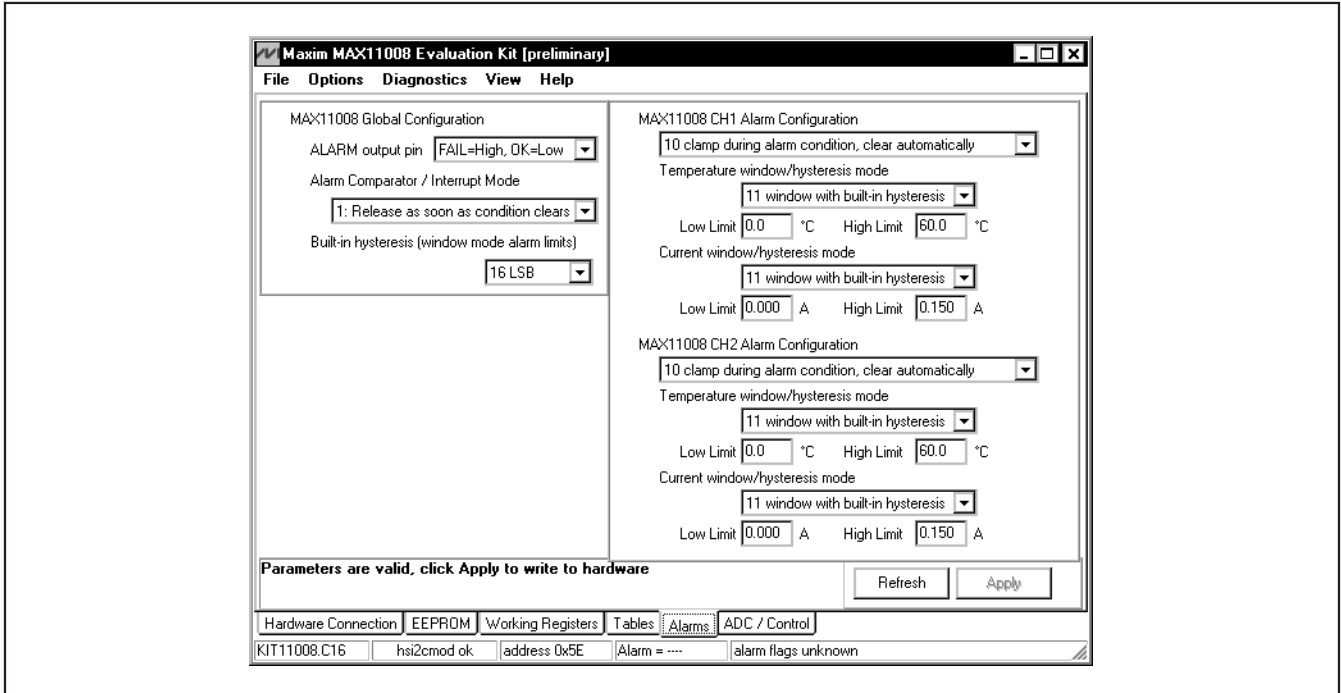 Maxim MAX11008 Evaluation Kit [preliminary]
File Options Diagnostics View Help
MAX11008 Global Configuration
ALARM output pin FAIL=High, OK=Low
Alarm Comparator / Interrupt Mode
1: Release as soon as condition clears
Built-in hysteresis (window mode alarm limits)
16 LSB
MAX11008 CH1 Alarm Configuration
10 clamp during alarm condition, clear automatically
Temperature window/hysteresis mode
11 window with built-in hysteresis
Low Limit 0.0 °C High Limit 60.0 °C
Current window/hysteresis mode
11 window with built-in hysteresis
Low Limit 0.000 A High Limit 0.150 A
MAX11008 CH2 Alarm Configuration
10 clamp during alarm condition, clear automatically
Temperature window/hysteresis mode
11 window with built-in hysteresis
Low Limit 0.0 °C High Limit 60.0 °C
Current window/hysteresis mode
11 window with built-in hysteresis
Low Limit 0.000 A High Limit 0.150 A
Parameters are valid, click Apply to write to hardware
Refresh Apply
Hardware Connection EEPROM Working Registers Tables Alarms ADC / Control
KIT11008.C16 hsi2cmod ok address 0x5E Alarm = ---- alarm flags unknown